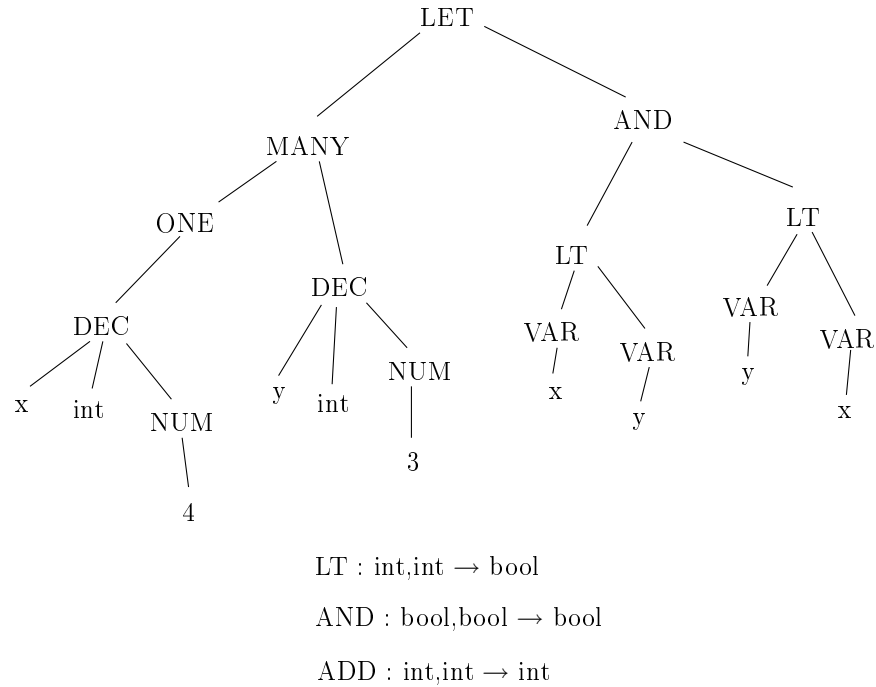 LET
AND
MANY
LT
ONE
LT
DEC
VAR
DEC
VAR
VAR
VAR
NUM
y
x
x
int
y
int
x
y
NUM
3
4
LT : int,int → bool
AND : bool,bool → bool
ADD : int,int → int